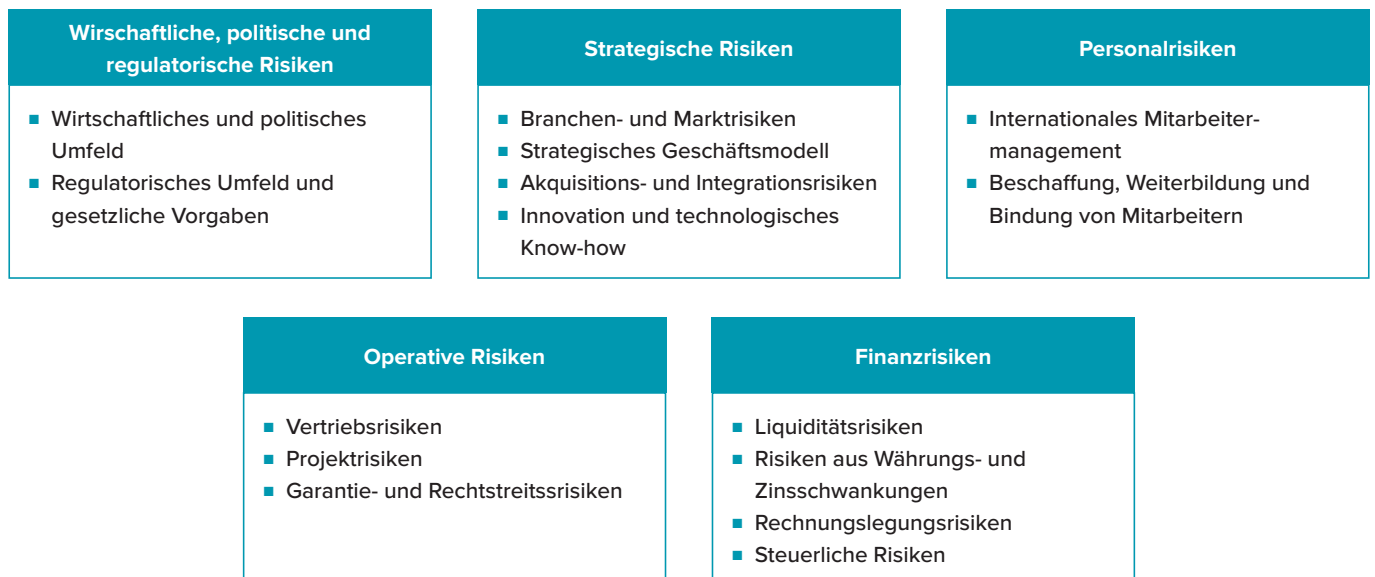 Wirschaftliche, politische und
regulatorische Risiken
Wirtschaftliches und politisches
Umfeld
Regulatorisches Umfeld und
gesetzliche Vorgaben
Strategische Risiken
Branchen- und Marktrisiken
Strategisches Geschäftsmodell
Akquisitions- und Integrationsrisiken
Innovation und technologisches
Know-how
Personalrisiken
Internationales Mitarbeiter-
management
Beschaffung, Weiterbildung und
Bindung von Mitarbeitern
Operative Risiken
Vertriebsrisiken
Projektrisiken
Garantie- und Rechtstreitssrisiken
Finanzrisiken
Liquiditätsrisiken
Risiken aus Währungs- und
Zinsschwankungen
Rechnungslegungsrisiken
Steuerliche Risiken